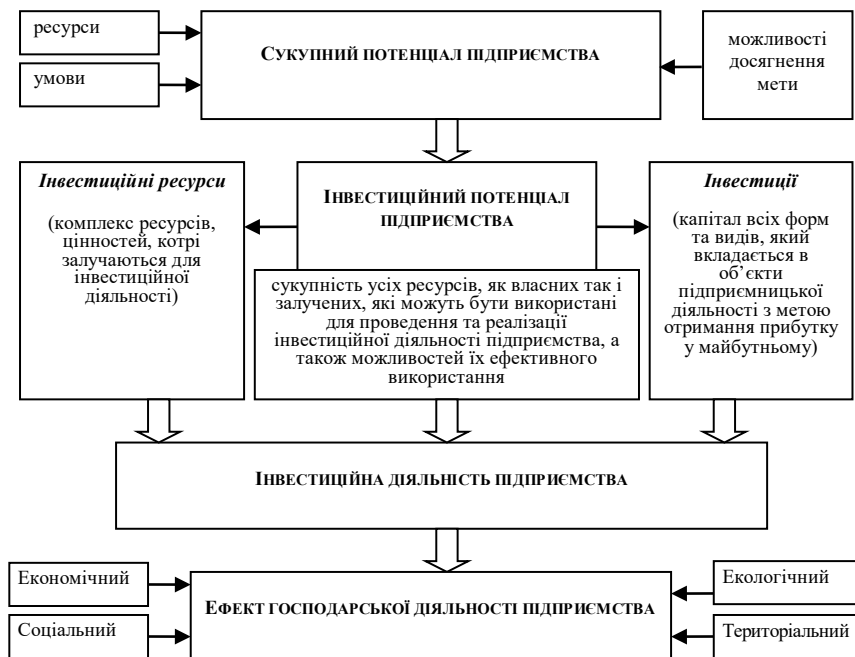 ресурси
умови
СУКУПНИЙ ПОТЕНЦІАЛ ПІДПРИЄМСТВА
можливості
досягнення
мети
Інвестиційні ресурси
(комплекс ресурсів,
цінностей, котрі
залучаються для
інвестиційної
діяльності)
ІНВЕСТИЦІЙНИЙ ПОТЕНЦІАЛ
ПІДПРИЄМСТВА
сукупність усіх ресурсів, як власних так і
залучених, які можуть бути використані
для проведення та реалізації
інвестиційної діяльності підприємства, а
також можливостей їх ефективного
використання
Інвестиції
(капітал всіх форм
та видів, який
вкладається в
об’єкти
підприємницької
діяльності з метою
отримання прибутку
у майбутньому)
ІНВЕСТИЦІЙНА ДІЯЛЬНІСТЬ ПІДПРИЄМСТВА
Економічний
Соціальний
ЕФЕКТ ГОСПОДАРСЬКОЇ ДІЯЛЬНОСТІ ПІДПРИЄМСТВА
Екологічний
Територіальний